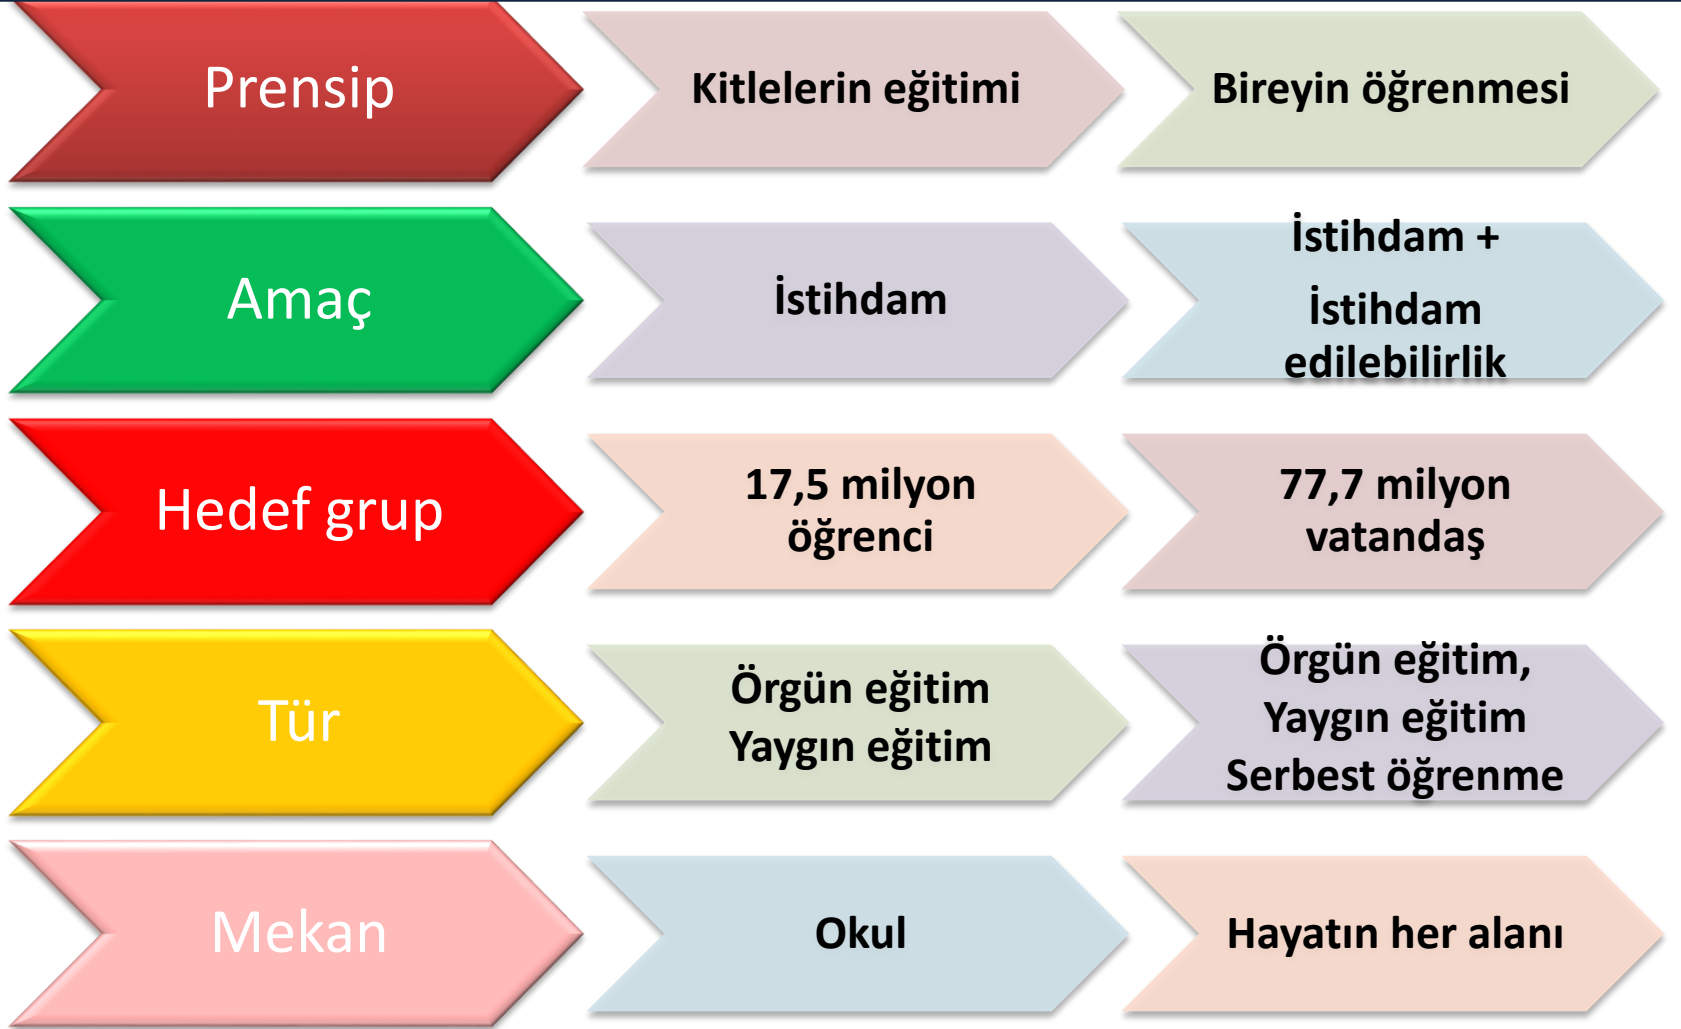 Prensip
Kitlelerin eğitimi
Bireyin öğrenmesi
Amaç
İstihdam
İstihdam +
İstihdam
edilebilirlik
Hedef grup
17,5 milyon
öğrenci
77,7 milyon
vatandaş
Tür
Örgün eğitim
Yaygın eğitim
Örgün eğitim,
Yaygın eğitim
Serbest öğrenme
Mekan
Okul
Hayatın her alanı